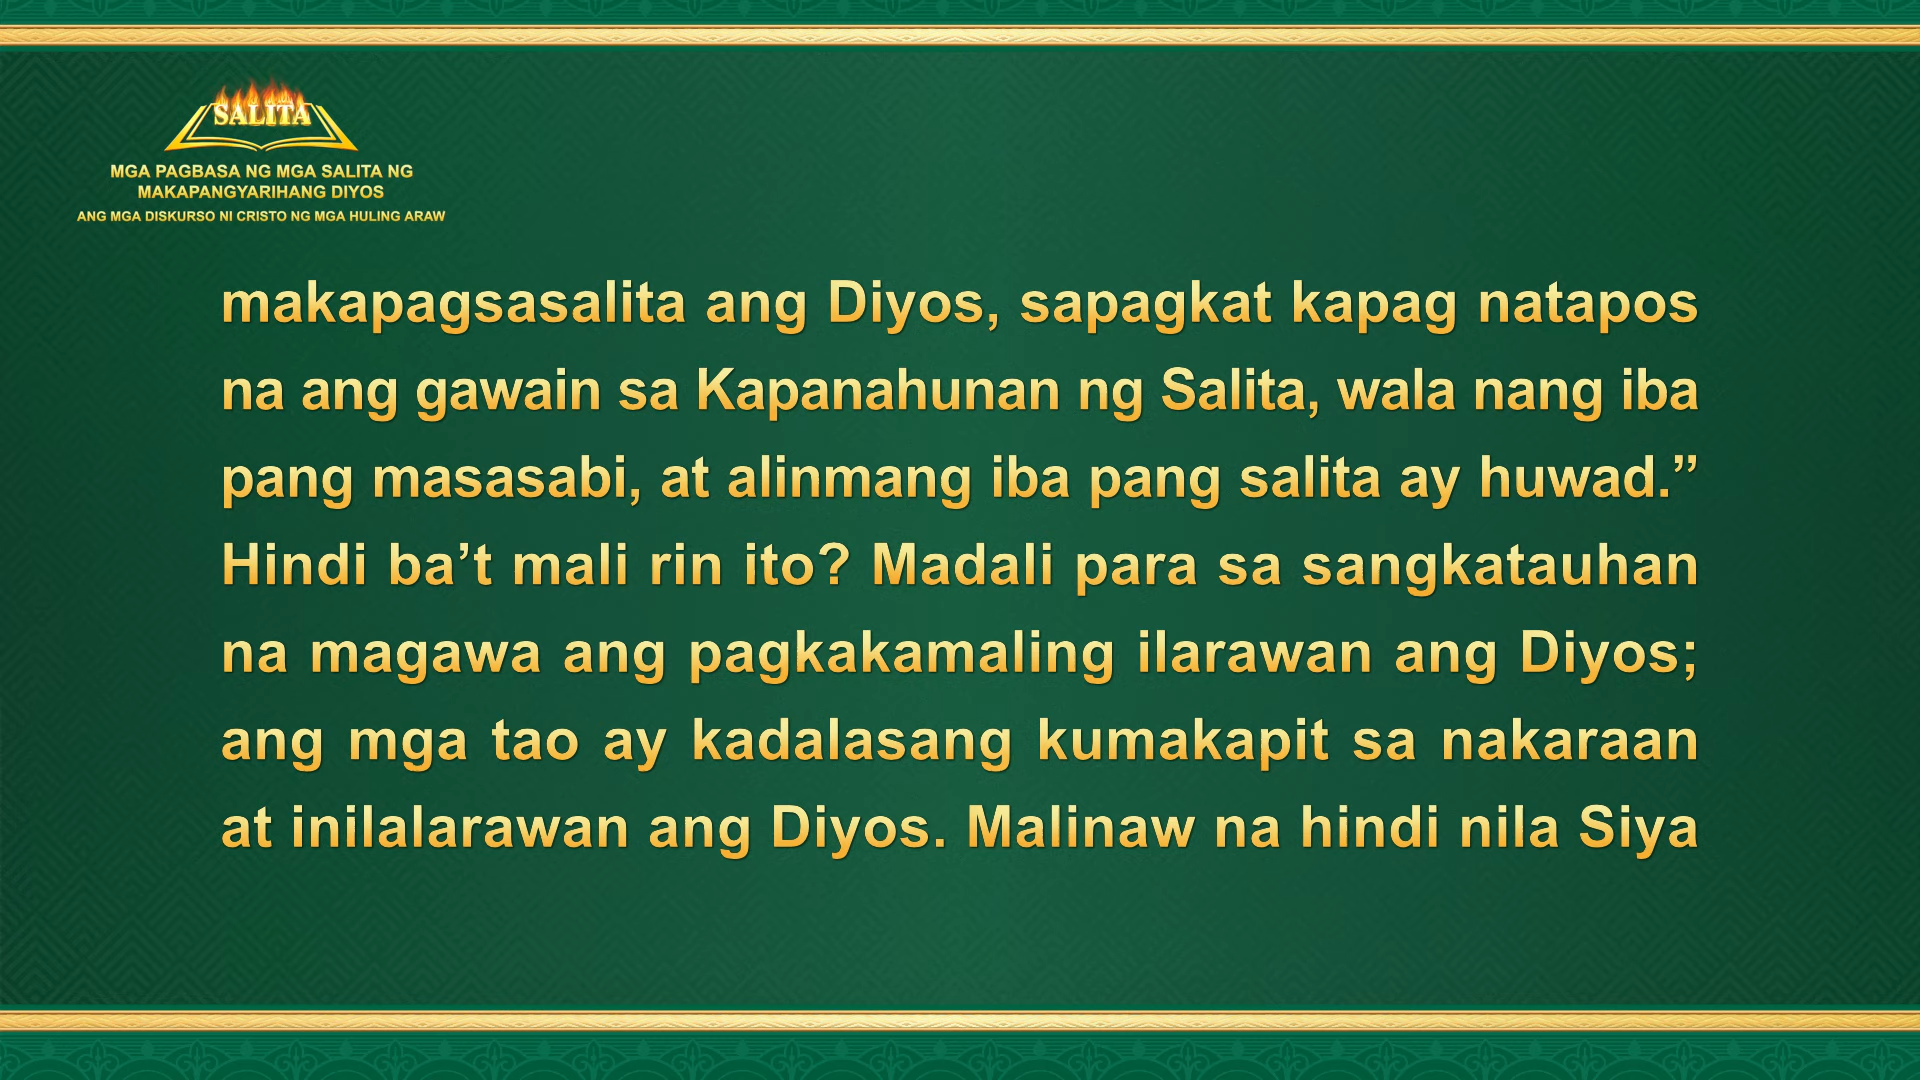 SALITA
MGA PAGBASA NG MGA SALITA NG
MAKAPANGYARIHANG DIYOS
ANG MGA DISKURSO NI CRISTO NG MGA HULING ARAW
makapagsasalita ang Diyos, sapagkat kapag natapos
na ang gawain sa Kapanahunan ng Salita, wala nang iba
pang masasabi, at alinmang iba pang salita ay huwad.”
Hindi ba’t mali rin ito? Madali para sa sangkatauhan
na magawa ang pagkakamaling ilarawan ang Diyos;
ang mga tao ay kadalasang kumakapit sa nakaraan
at inilalarawan ang Diyos. Malinaw na hindi nila Siya